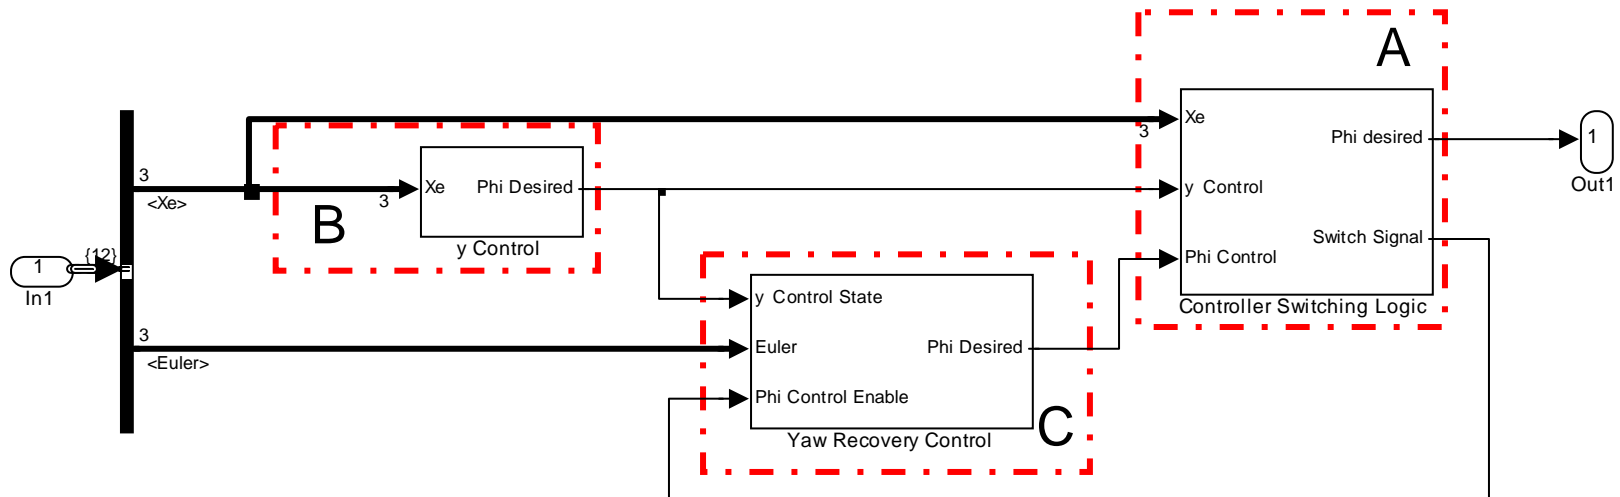 A
Xe
3
Phi desired
1
Out1
3
<Xe>
3
Xe
Phi Desired
y Control
B
y Control
Switch Signal
Phi Control
Controller Switching Logic
{12}
1
In1
y Control State
3
<Euler>
Euler
Phi Desired
Phi Control Enable
Yaw Recovery Control
C